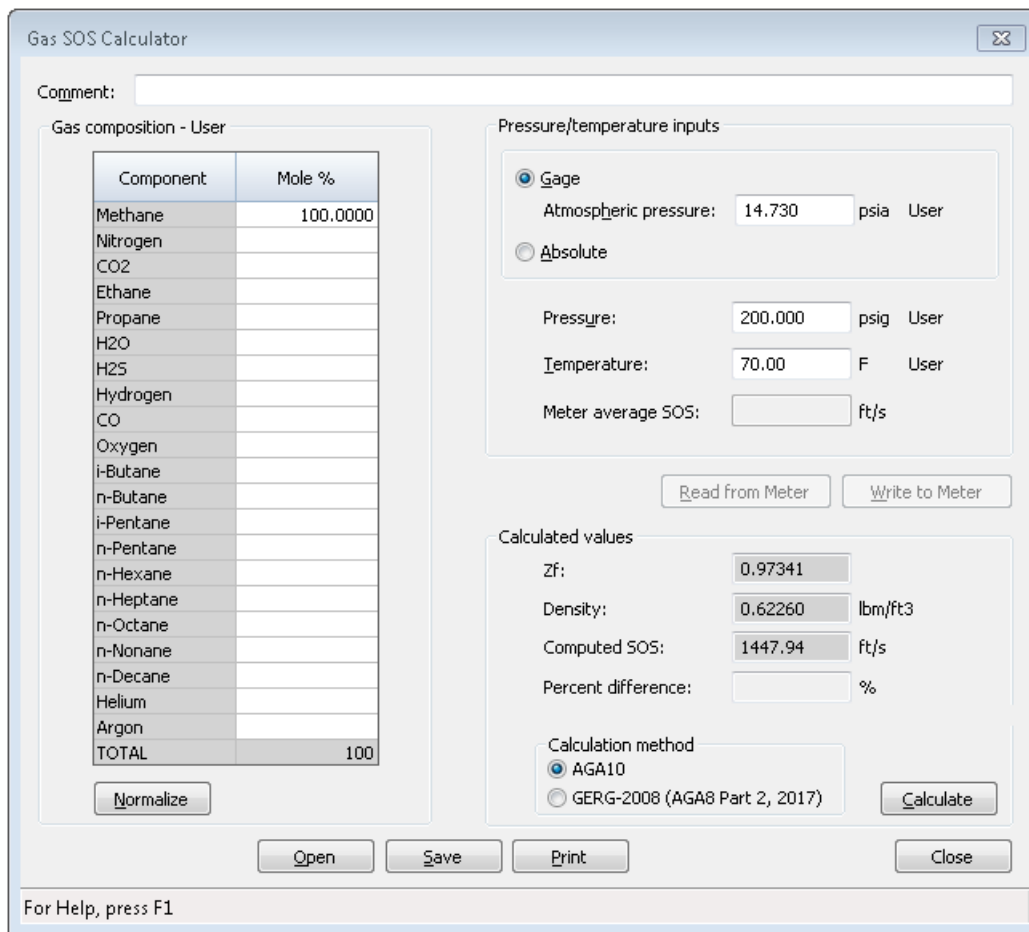 Gas SOS Calculator
Comment:
Gas composition - User
Component Mole %
Methane 100.0000
Nitrogen
CO2
Ethane
Propane
H2O
H2S
Hydrogen
CO
Oxygen
i-Butane
n-Butane
i-Pentane
n-Pentane
n-Hexane
n-Heptane
n-Octane
n-Nonane
n-Decane
Helium
Argon
TOTAL 100
Normalize
Pressure/temperature inputs
Gage
Atmospheric pressure: 14.730 psia User
Absolute
Pressure: 200.000 psig User
Temperature: 70.00 F User
Meter average SOS: ft/s
Read from Meter Write to Meter
Calculated values
Zf: 0.97341
Density: 0.62260 lbm/ft3
Computed SOS: 1447.94 ft/s
Percent difference: %
Calculation method
AGA10
GERG-2008 (AGA8 Part 2, 2017)
Calculate
Open Save Print Close
For Help, press F1